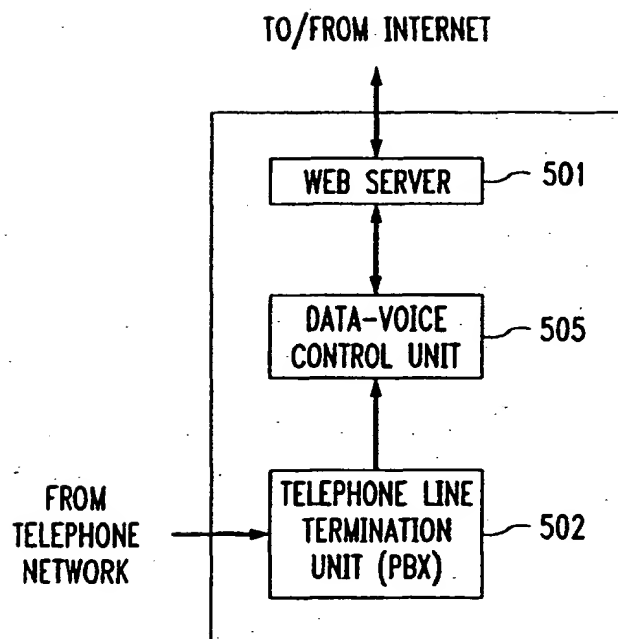 TO/FROM INTERNET
WEB SERVER
501
DATA-VOICE
CONTROL UNIT
505
FROM
TELEPHONE
NETWORK
TELEPHONE LINE
TERMINATION
UNIT (PBX)
502